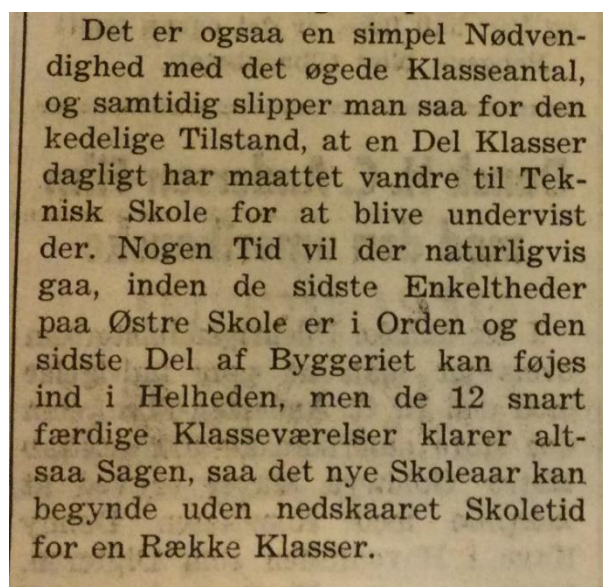 Det er ogsaa en simpel Nødven-
dighed med det øgede Klasseantal,
og samtidig slipper man saa for den
kedelige Tilstand, at en Del Klasser
dagligt har maattet vandre til Tek-
nisk Skole for at blive undervist
der. Nogen Tid vil der naturligvis
gaa, inden de sidste Enkeltheder
paa Østre Skole er i Orden og den
sidste Del af Byggeriet kan føjes
ind i Helheden, men de 12 snart
færdige Klasseværelser klarer alt-
saa Sagen, saa det nye Skoleaar kan
begynde uden nedskaaret Skoletid
for en Række Klasser.